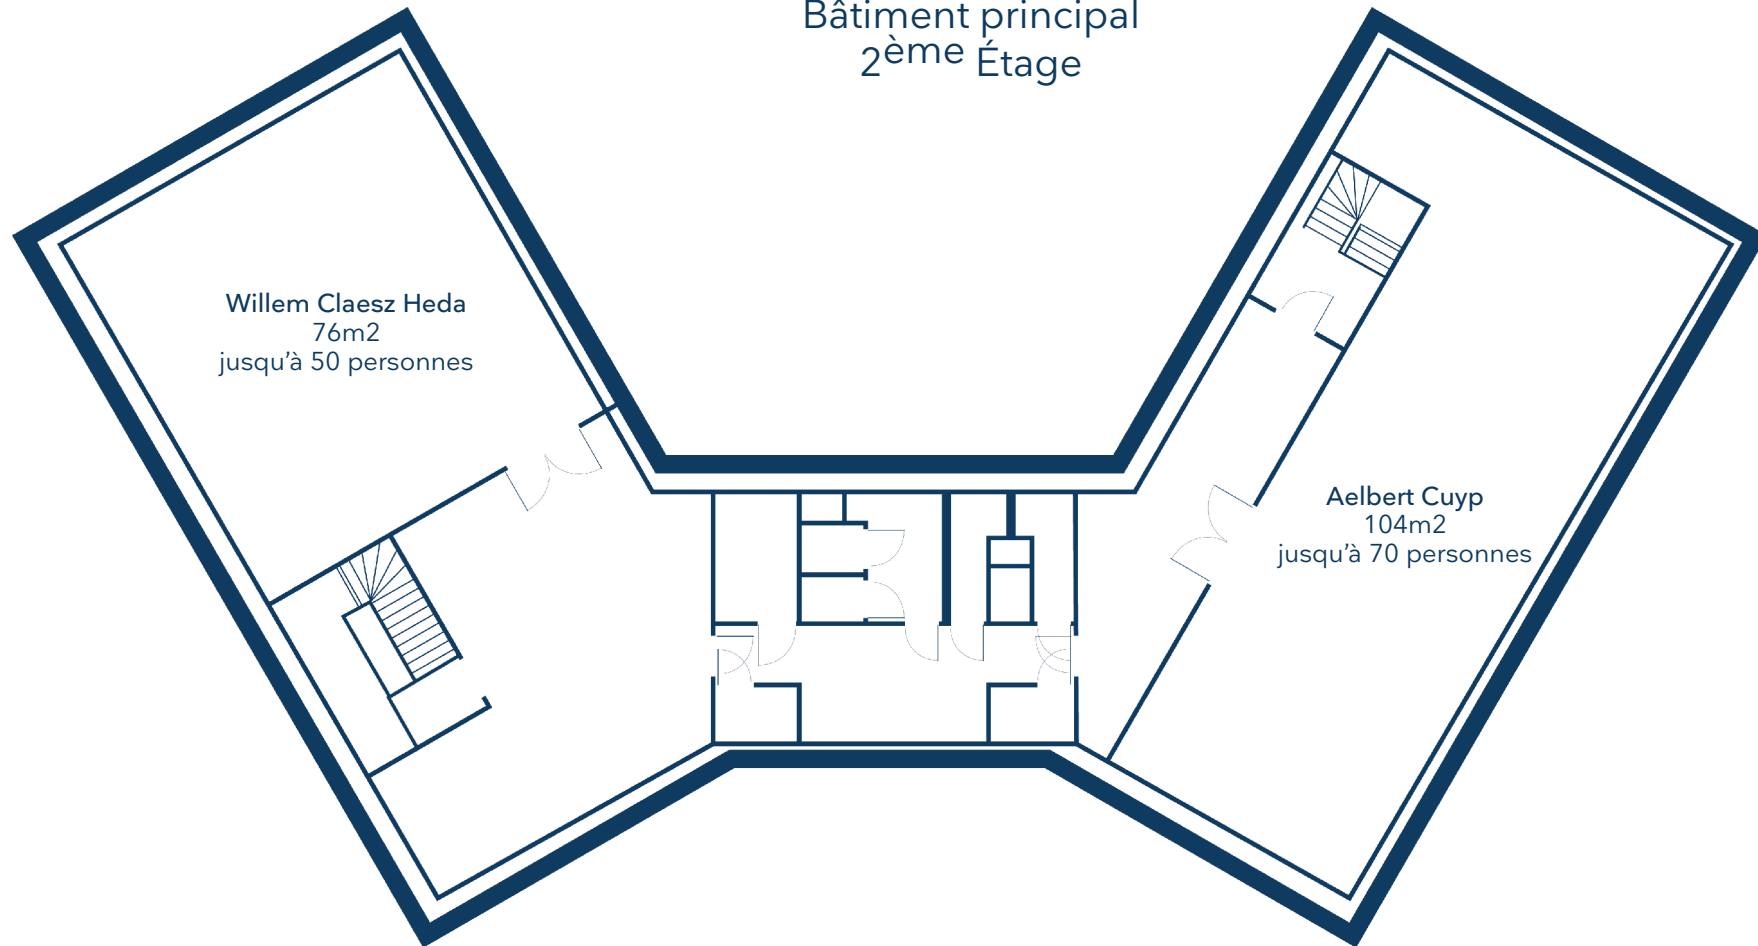 Bâtiment principal
2ème Étage
Willem Claesz Heda
76m2
jusqu'à 50 personnes
Aelbert Cuyp
104m2
jusqu'à 70 personnes